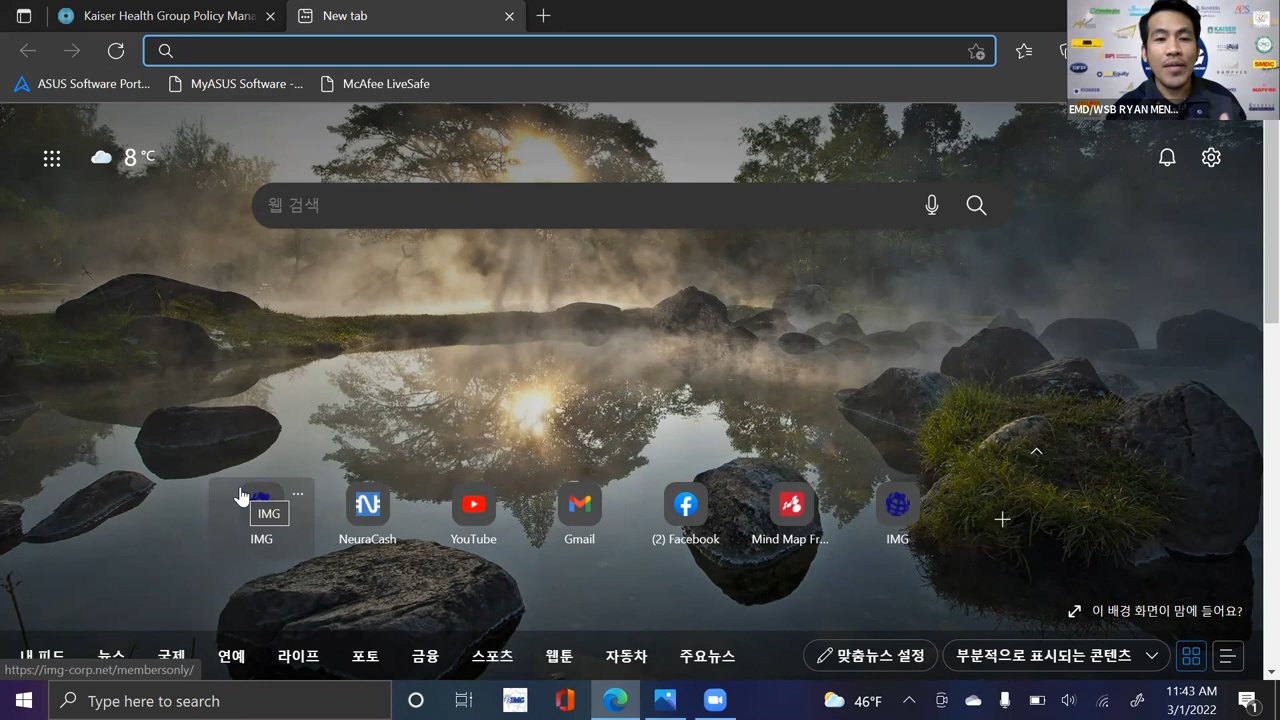 Kaiser Health Group Policy Mana
New tab
ASUS Software Port...
MyASUS Software -...
McAfee LiveSafe
KAISER
SMDC
PIONEER
EMD/WSB RYAN MEN...
8 °C
웹 검색
IMG
IMG
NeuraCash
YouTube
Gmail
(2) Facebook
Mind Map Fr...
IMG
이 배경 화면이 맘에 들어요?
내 피드
뉴스
국제
연예
라이프
포토
금융
스포츠
웹툰
자동차
주요뉴스
맞춤뉴스 설정
부분적으로 표시되는 콘텐츠
https://img-corp.net/membersonly/
Type here to search
IMG
46°F
11:43 AM
3/1/2022
1